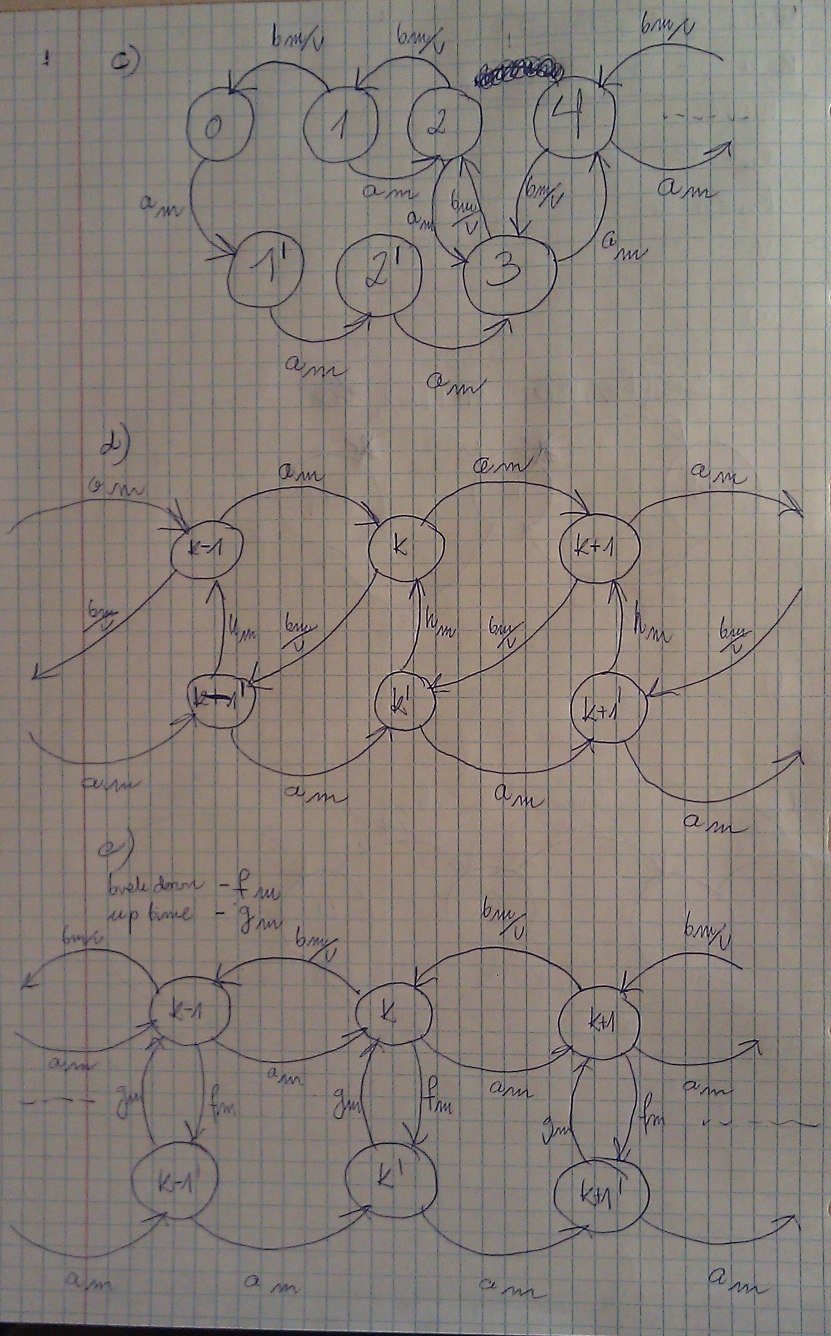 c)
bm/v bm/v bm/v
0 1 2 4
am am am bm/v bm/v am am
1' 2' 3
am am
d)
am am am am
k-1 k k+1
bm/v hm bm/v hm bm/v hm bm/v
k-1' k' k+1'
am am am am
e)
break down - fm
up time - gm
bm/v bm/v bm/v bm/v
k-1 k k+1
am am am am
gm fm gm fm gm fm
k-1' k' k+1'
am am am am